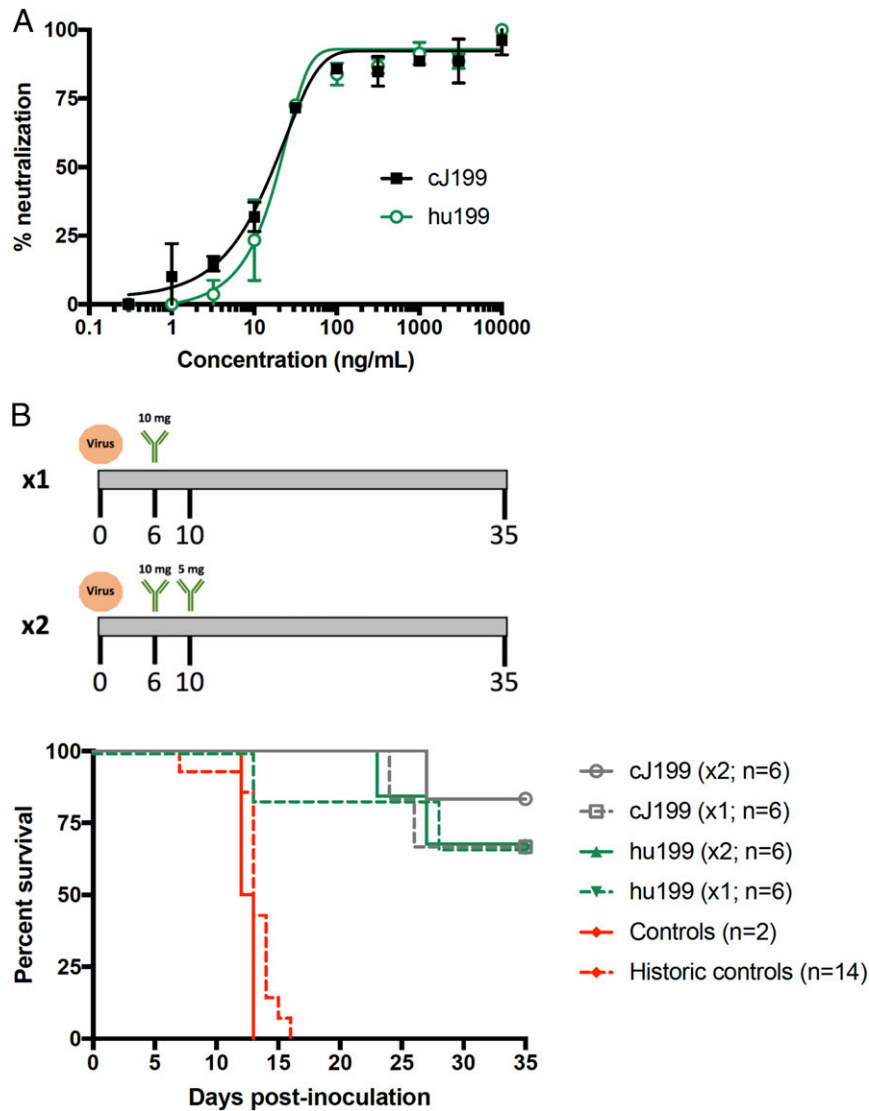 A
% neutralization
100
75
50
25
0
0.1 1 10 100 1000 10000
Concentration (ng/mL)
cJ199
hu199
B
10 mg
Virus
x1
0 6 10 35
10 mg 5 mg
Virus
x2
0 6 10 35
Percent survival
100
75
50
25
0
0 5 10 15 20 25 30 35
Days post-inoculation
cJ199 (x2; n=6)
cJ199 (x1; n=6)
hu199 (x2; n=6)
hu199 (x1; n=6)
Controls (n=2)
Historic controls (n=14)